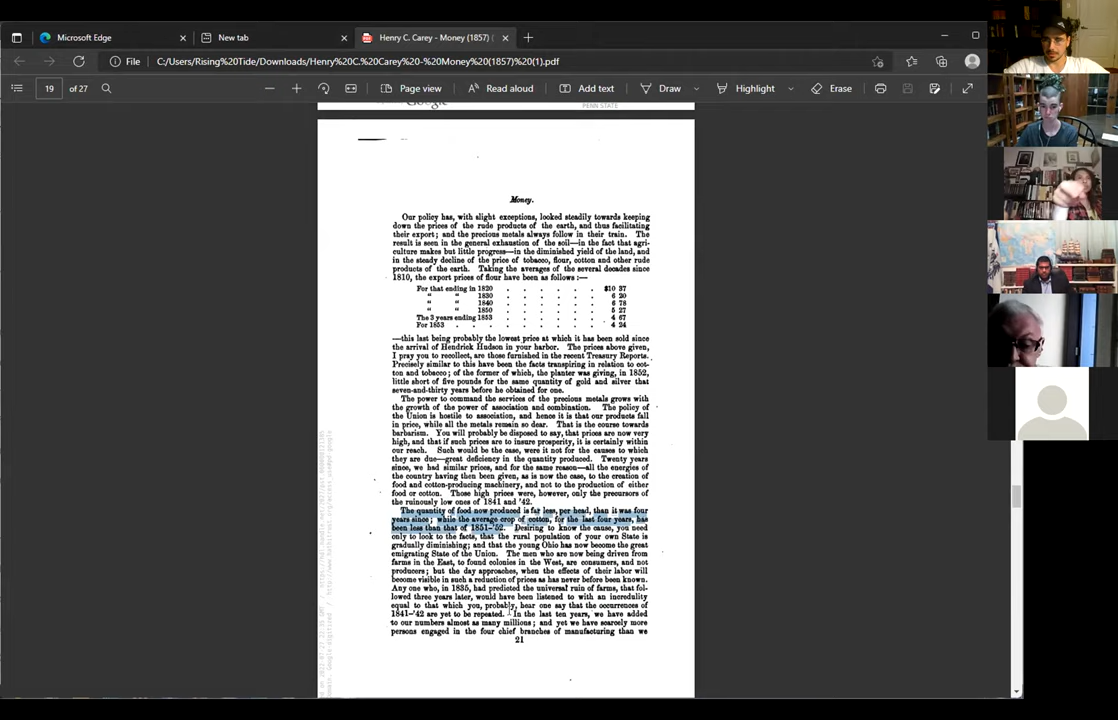 Microsoft Edge
New tab
Henry C. Carey - Money (1857) (
File
C:/Users/Rising%20Tide/Downloads/Henry%20C.%20Carey%20-%20Money%20(1857)%20(1).pdf
19 of 27
Page view
Read aloud
Add text
Draw
Highlight
Erase
Google
PENN STATE
Money.
Our policy has, with alight exceptions, looked steadily towards keeping
down the prices of the rude products of the earth, and thus facilitating
their export; and the precious metals always follow in their train. The
result is seen in the general exhaustion of the soil—in the fact that agri-
culture makes but little progress—in the diminished yield of the land, and
in the steady decline of the price of tobacco, flour, cotton and other rude
products of the earth. Taking the averages of the several decades since
1810, the export prices of flour have been as follows :—
For that ending in 1820 . . . . . . $10 37
“ “ 1830 . . . . . . 6 20
“ “ 1840 . . . . . . 6 78
“ “ 1850 . . . . . . 5 27
The 3 years ending 1853 . . . . . . 4 67
For 1853 . . . . . . . . 4 24
—this last being probably the lowest price at which it has been sold since
the arrival of Hendrick Hudson in your harbor. The prices above given,
I pray you to recollect, are those furnished in the recent Treasury Reports.
Precisely similar to this have been the facts transpiring in relation to cot-
ton and tobacco; of the former of which, the planter was giving, in 1852,
little short of five pounds for the same quantity of gold and silver that
seven-and-thirty years before he obtained for one.
The power to command the services of the precious metals grows with
the growth of the power of association and combination. The policy of
the Union is hostile to association, and hence it is that our products fall
in price, while all the metals remain so dear. That is the course towards
barbarism. You will probably be disposed to say, that prices are now very
high, and that if such prices are to insure prosperity, it is certainly within
our reach. Such would be the case, were it not for the causes to which
they are due—great deficiency in the quantity produced. Twenty years
since, we had similar prices, and for the same reason—all the energies of
the country having then been given, as is now the case, to the creation of
food and cotton-producing machinery, and not to the production of either
food or cotton. Those high prices were, however, only the precursors of
the ruinously low ones of 1841 and '42.
The quantity of food now produced is far less, per head, than it was four
years since; while the average crop of cotton, for the last four years, has
been less than that of 1851-'52. Desiring to know the cause, you need
only to look to the facts, that the rural population of your own State is
gradually diminishing; and that the young Ohio has now become the great
emigrating State of the Union. The men who are now being driven from
farms in the East, to found colonies in the West, are consumers, and not
producers; but the day approaches, when the effects of their labor will
become visible in such a reduction of prices as has never before been known.
Any one who, in 1835, had predicted the universal ruin of farms, that fol-
lowed three years later, would have been listened to with an incredulity
equal to that which you, probably, hear one say that the occurrences of
1841-'42 are yet to be repeated. In the last ten years, we have added
to our numbers almost as many millions; and yet we have scarcely more
persons engaged in the four chief branches of manufacturing than we
21